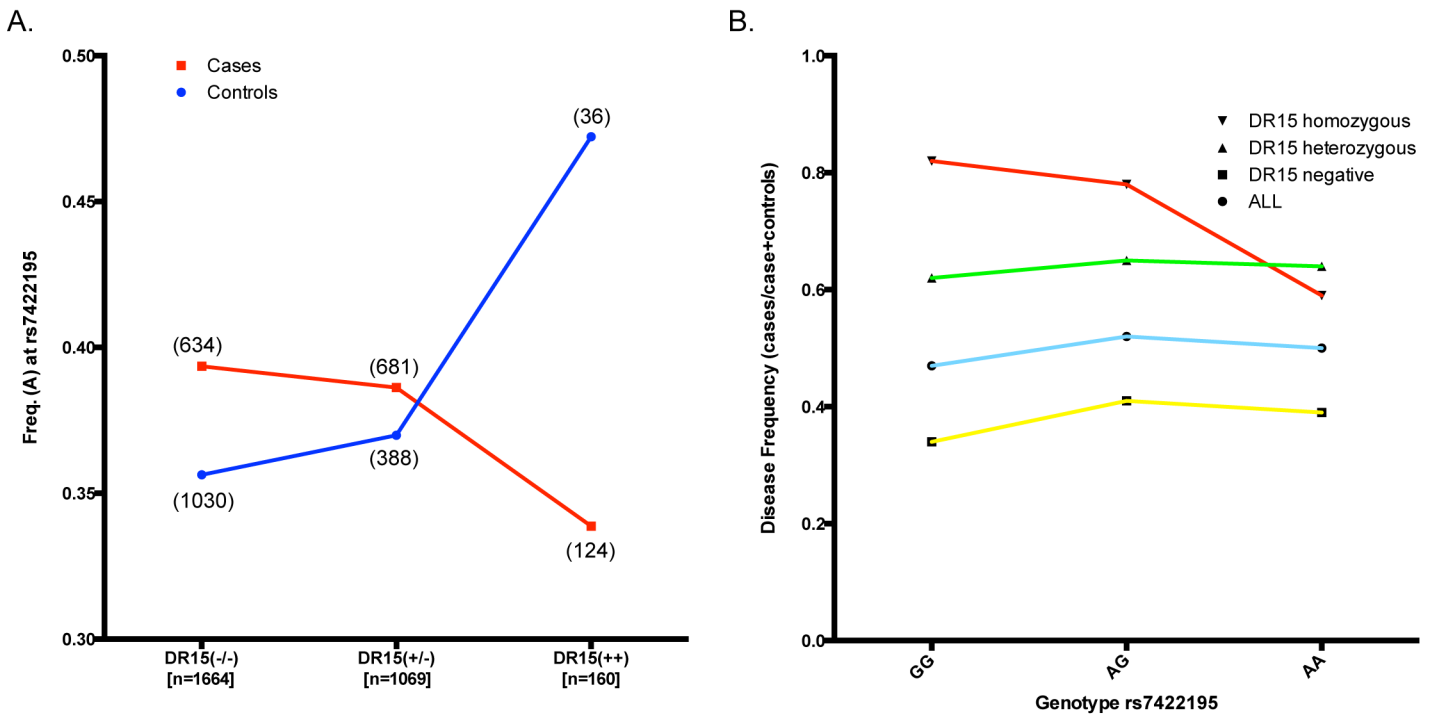 A.
Freq. (A) at rs7422195
0.50
0.45
0.40
0.35
0.30
Cases
Controls
(634)
(681)
(36)
(1030)
(388)
(124)
DR15(-/-)
[n=1664]
DR15(+/-)
[n=1069]
DR15(++)
[n=160]
B.
Disease Frequency (cases/case+controls)
1.0
0.8
0.6
0.4
0.2
0.0
DR15 homozygous
DR15 heterozygous
DR15 negative
ALL
GG
AG
AA
Genotype rs7422195